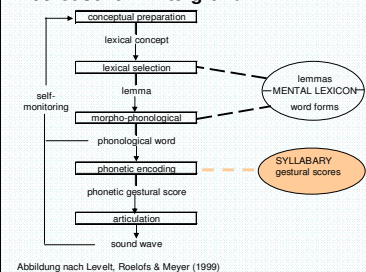 conceptual preparation
lexical concept
lexical selection
lemma
self-
monitoring
morpho-phonological
phonological word
phonetic encoding
phonetic gestural score
articulation
sound wave
lemmas
MENTAL LEXICON
word forms
SYLLABARY
gestural scores
Abbildung nach Levelt, Roelofs & Meyer (1999)